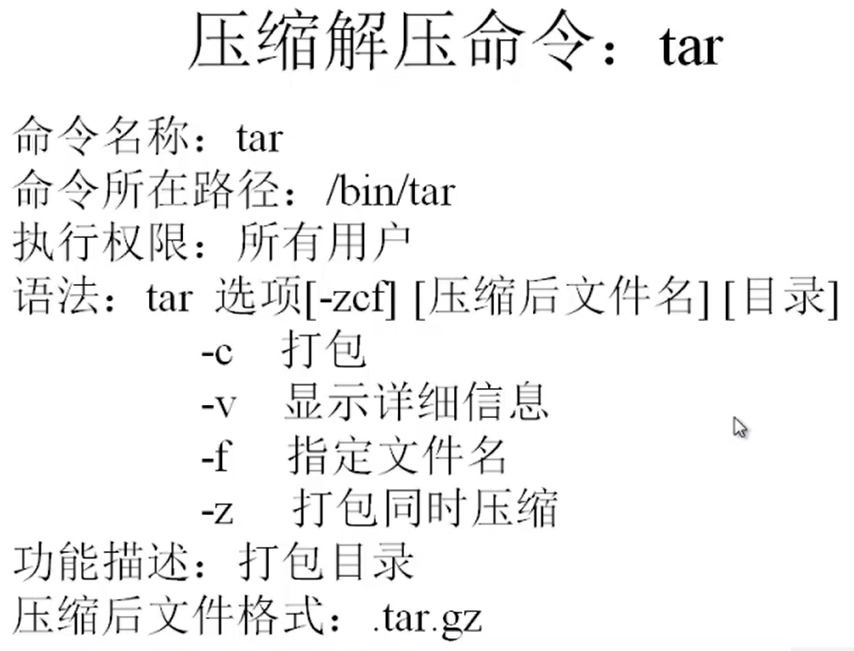 压缩解压命令：tar
命令名称：tar
命令所在路径：/bin/tar
执行权限：所有用户
语法：tar 选项[-zcf] [压缩后文件名] [目录]
-c 打包
-v 显示详细信息
-f 指定文件名
-z 打包同时压缩
功能描述：打包目录
压缩后文件格式：.tar.gz